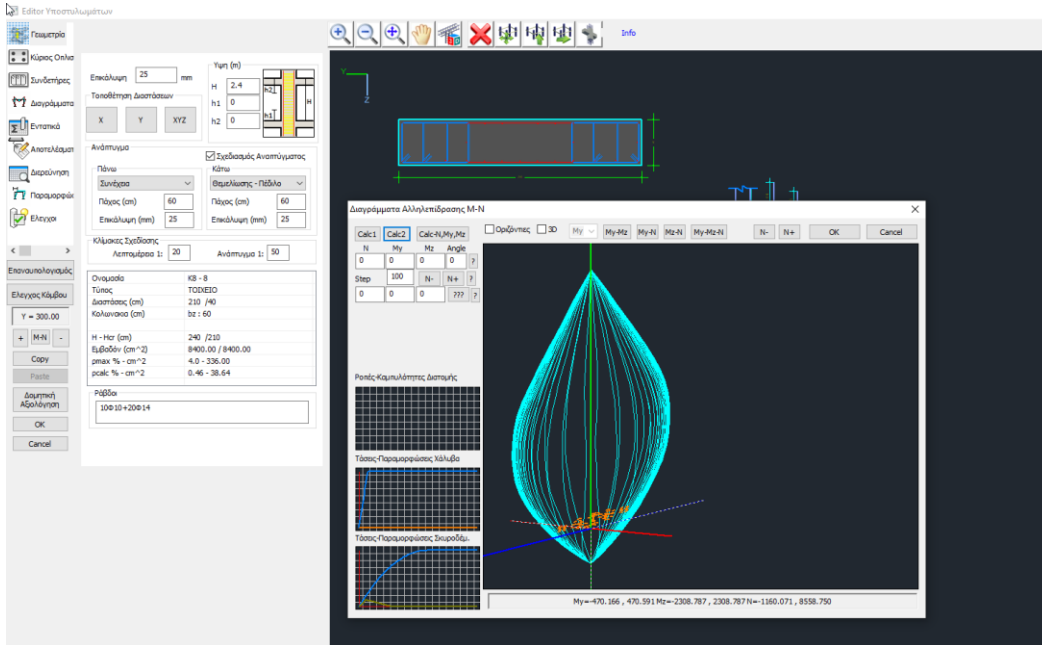 Editor Υποστυλωμάτων
Γεωμετρία
Κύριος Οπλισ
Συνδετήρες
Διαγράμματα
Εντατικά
Αποτελέσματ
Διερεύνηση
Παραμορφώσ
Ελεγχοι
< >
Επαναυπολογισμός
Ελεγχος Κόμβου
Y = 300.00
+ M-N -
Copy
Paste
Δομητική
Αξιολόγηση
OK
Cancel
Επικάλυψη 25 mm
Τοποθέτηση Διαστάσεων
X Y XYZ
Υψη (m)
H 2.4
h1 0
h2 0
h2
H
h1
Ανάπτυγμα
Σχεδιασμός Αναπτύγματος
Πάνω
Συνέχεια
Πάχος (cm) 60
Επικάλυψη (mm) 25
Κάτω
Θεμελίωσης - Πέδιλο
Πάχος (cm) 60
Επικάλυψη (mm) 25
Κλίμακες Σχεδίασης
Λεπτομέρεια 1: 20 Ανάπτυγμα 1: 50
Ονομασία K8 - 8
Τύπος ΤΟΙΧΕΙΟ
Διαστάσεις (cm) 210 /40
Κολωνακια (cm) bz : 60
H - Hcr (cm) 240 /210
Εμβαδόν (cm^2) 8400.00 / 8400.00
ρmax % - cm^2 4.0 - 336.00
ρcalc % - cm^2 0.46 - 38.64
Ράβδοι
10Φ10+20Φ14
Info
Y
Z
Διαγράμματα Αλληλεπίδρασης M-N
Calc1 Calc2 Calc-N,My,Mz
Οριζόντιες 3D My My-Mz My-N Mz-N My-Mz-N N- N+ OK Cancel
N My Mz Angle
0 0 0 0 ?
Step 100 N- N+ ?
0 0 0 ??? ?
Ροπές-Καμπυλότητες Διατομής
Τάσεις-Παραμορφώσεις Χάλυβα
Τάσεις-Παραμορφώσεις Σκυροδέμ.
My=-470.166 , 470.591 Mz=-2308.787 , 2308.787 N=-1160.071 , 8558.750